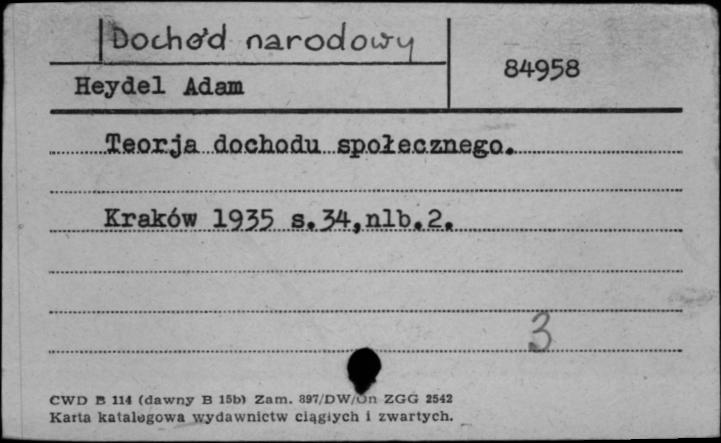 Dochód narodowy
84958
Heydel Adam
Teorja dochodu społecznego.
Kraków 1935 s.34,nlb.2.
3
CWD B 114 (dawny B 15b) Zam. 897/DW/Gn ZGG 2542
Karta katalogowa wydawnictw ciągłych i zwartych.